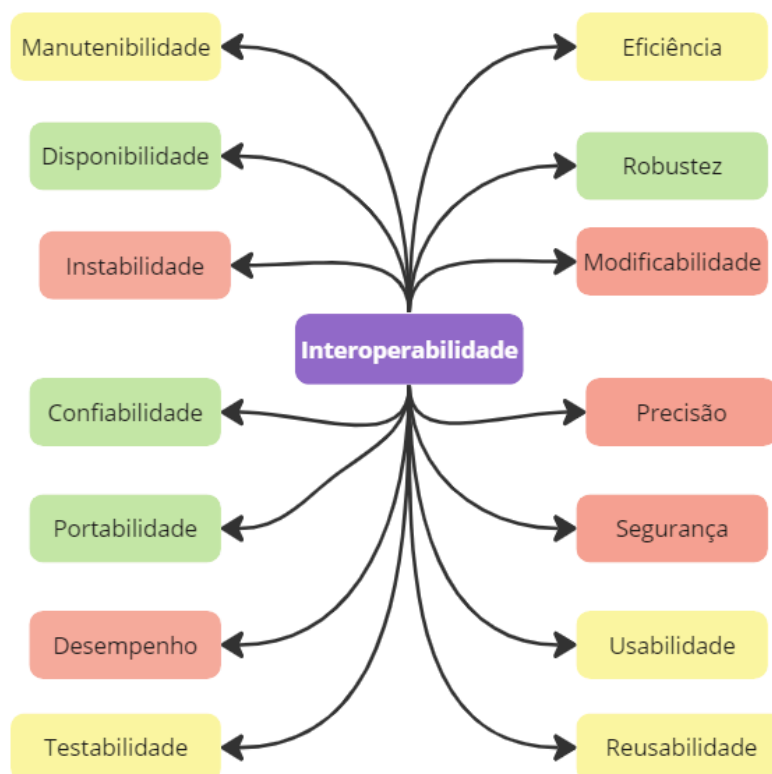 Manutenibilidade
Eficiência
Disponibilidade
Robustez
Instabilidade
Modificabilidade
Interoperabilidade
Confiabilidade
Precisão
Portabilidade
Segurança
Desempenho
Usabilidade
Testabilidade
Reusabilidade